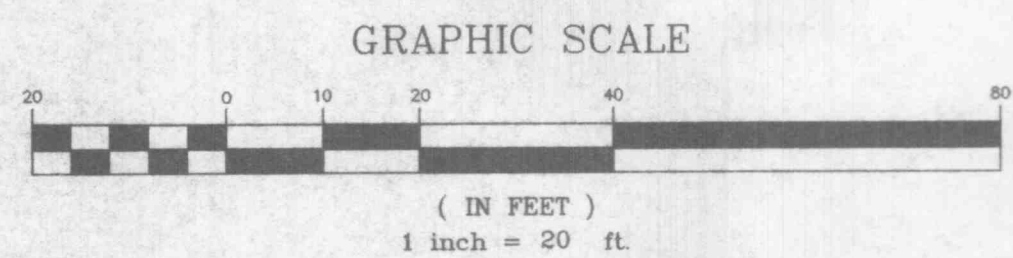 GRAPHIC SCALE
20 0 10 20 40 80
( IN FEET )
1 inch = 20 ft.